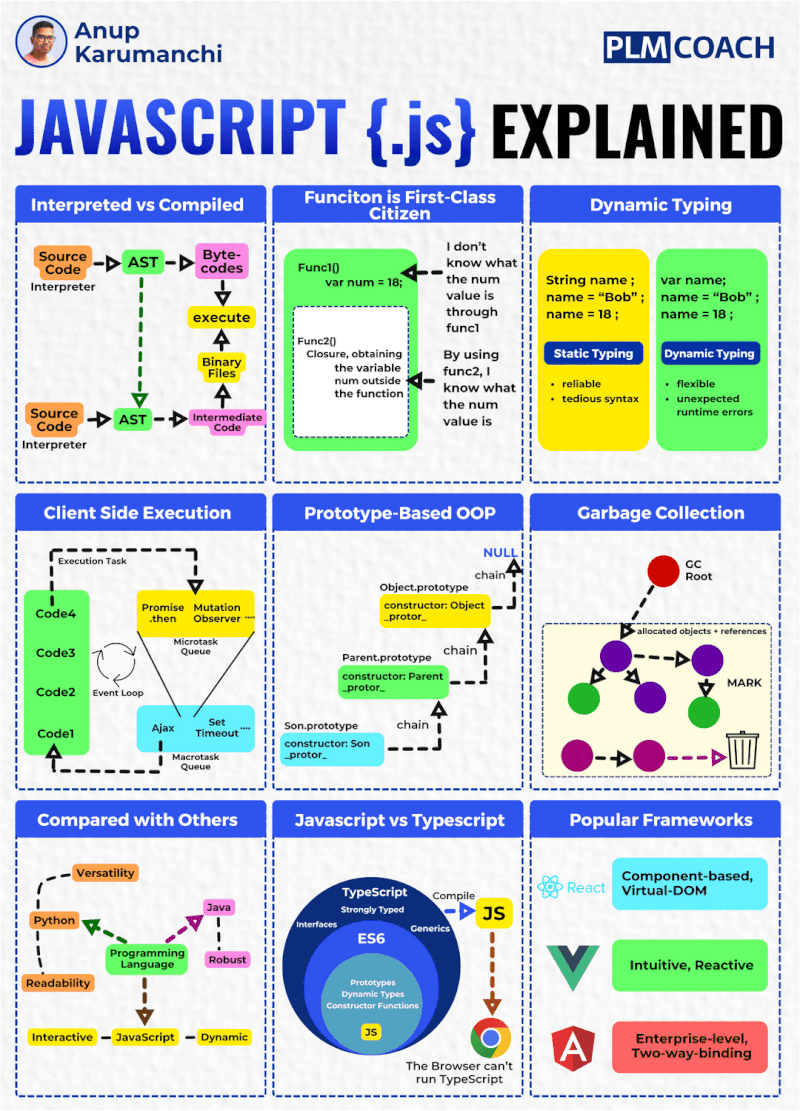 Anup
Karumanchi
PLMCOACH
JAVASCRIPT {.js} EXPLAINED
Interpreted vs Compiled
Source
Code
Interpreter
AST
Byte-
codes
execute
Binary
Files
Source
Code
Interpreter
AST
Intermediate
Code
Funciton is First-Class
Citizen
Func1()
var num = 18;
Func2()
Closure, obtaining
the variable
num outside
the function
I don't
know what
the num
value is
through
func1
By using
func2, I
know what
the num
value is
Dynamic Typing
String name ;
name = “Bob” ;
name = 18 ;
Static Typing
• reliable
• tedious syntax
var name;
name = “Bob” ;
name = 18 ;
Dynamic Typing
• flexible
• unexpected
runtime errors
Client Side Execution
Execution Task
Code4
Code3
Code2
Code1
Event Loop
Promise
.then
Mutation
Observer ....
Microtask
Queue
Ajax
Set
Timeout ....
Macrotask
Queue
Prototype-Based OOP
NULL
chain
Object.prototype
constructor: Object
_protor_
chain
Parent.prototype
constructor: Parent
_protor_
chain
Son.prototype
constructor: Son
_protor_
Garbage Collection
GC
Root
allocated objects + references
MARK
Compared with Others
Versatility
Python
Readability
Programming
Language
Java
Robust
Interactive
JavaScript
Dynamic
Javascript vs Typescript
TypeScript
Strongly Typed
Interfaces
Generics
ES6
Prototypes
Dynamic Types
Constructor Functions
JS
Compile
JS
The Browser can't
run TypeScript
Popular Frameworks
React
Component-based,
Virtual-DOM
Intuitive, Reactive
A
Enterprise-level,
Two-way-binding